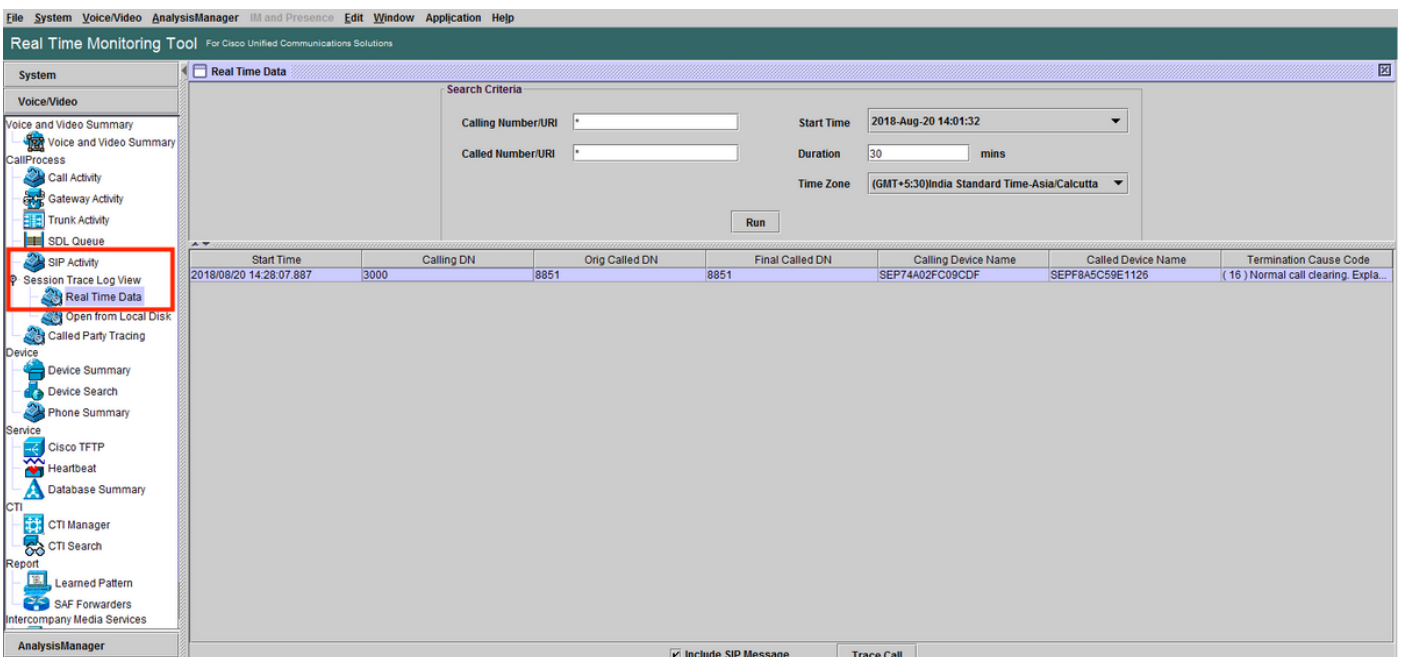 File System Voice/Video AnalysisManager IM and Presence Edit Window Application Help
Real Time Monitoring Tool For Cisco Unified Communications Solutions
System
Voice/Video
Voice and Video Summary
Voice and Video Summary
CallProcess
Call Activity
Gateway Activity
Trunk Activity
SDL Queue
SIP Activity
Session Trace Log View
Real Time Data
Open from Local Disk
Called Party Tracing
Device
Device Summary
Device Search
Phone Summary
Service
Cisco TFTP
Heartbeat
Database Summary
CTI
CTI Manager
CTI Search
Report
Learned Pattern
SAF Forwarders
Intercompany Media Services
AnalysisManager
Real Time Data
Search Criteria
Calling Number/URI * Start Time 2018-Aug-20 14:01:32
Called Number/URI * Duration 30 mins
Time Zone (GMT+5:30)India Standard Time-Asia/Calcutta
Run
Start Time Calling DN Orig Called DN Final Called DN Calling Device Name Called Device Name Termination Cause Code
2018/08/20 14:28:07.887 3000 8851 8851 SEP74A02FC09CDF SEPF8A5C59E1126 ( 16 ) Normal call clearing. Expla...
Include SIP Message Trace Call